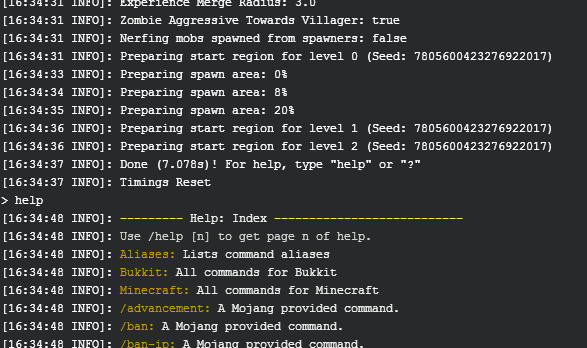 [16:34:31 INFO]: Experience Merge Radius: 3.0
[16:34:31 INFO]: Zombie Aggressive Towards Villager: true
[16:34:31 INFO]: Nerfing mobs spawned from spawners: false
[16:34:31 INFO]: Preparing start region for level 0 (Seed: 7805600423276922017)
[16:34:33 INFO]: Preparing spawn area: 0%
[16:34:34 INFO]: Preparing spawn area: 8%
[16:34:35 INFO]: Preparing spawn area: 20%
[16:34:36 INFO]: Preparing start region for level 1 (Seed: 7805600423276922017)
[16:34:36 INFO]: Preparing start region for level 2 (Seed: 7805600423276922017)
[16:34:37 INFO]: Done (7.078s)! For help, type "help" or "?"
[16:34:37 INFO]: Timings Reset
> help
[16:34:48 INFO]: --------- Help: Index ---------------------------
[16:34:48 INFO]: Use /help [n] to get page n of help.
[16:34:48 INFO]: Aliases: Lists command aliases
[16:34:48 INFO]: Bukkit: All commands for Bukkit
[16:34:48 INFO]: Minecraft: All commands for Minecraft
[16:34:48 INFO]: /advancement: A Mojang provided command.
[16:34:48 INFO]: /ban: A Mojang provided command.
[16:34:48 INFO]: /ban-ip: A Mojang provided command.